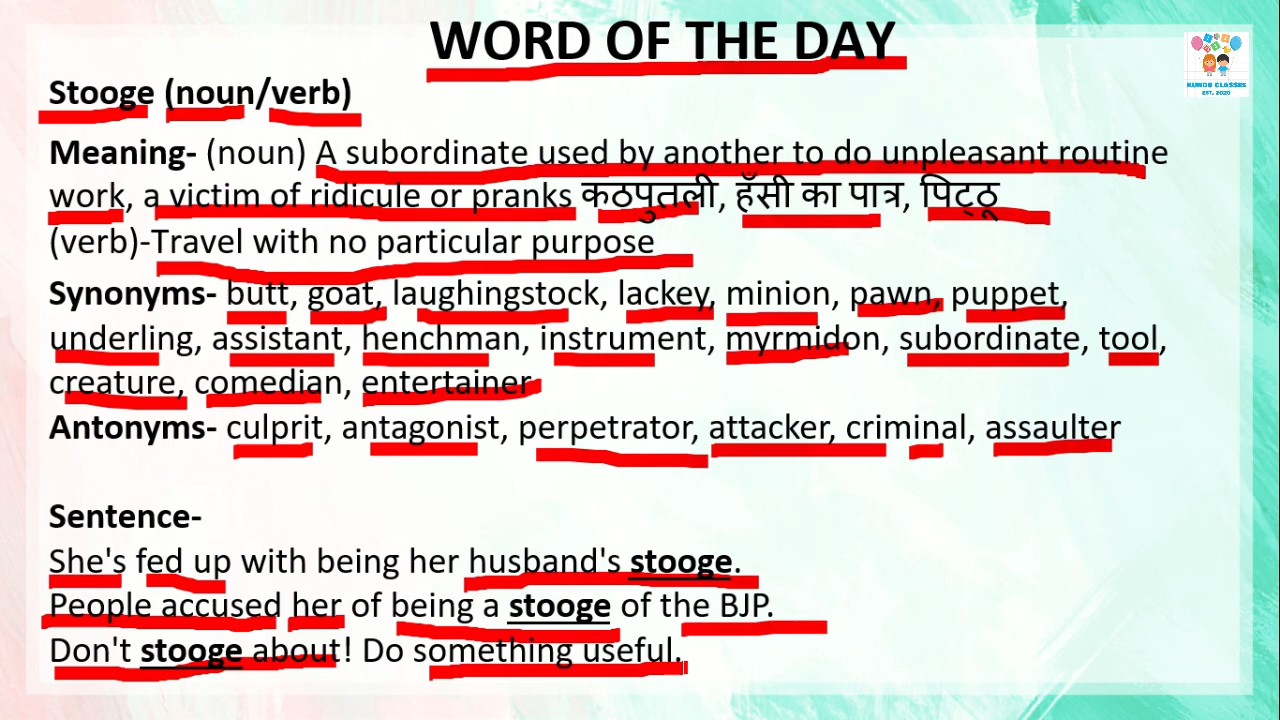 WORD OF THE DAY
KUNDU CLASSES
EST. 2020
Stooge (noun/verb)
Meaning- (noun) A subordinate used by another to do unpleasant routine
work, a victim of ridicule or pranks कठपुतली, हँसी का पात्र, पिट्ठू
(verb)-Travel with no particular purpose
Synonyms- butt, goat, laughingstock, lackey, minion, pawn, puppet,
underling, assistant, henchman, instrument, myrmidon, subordinate, tool,
creature, comedian, entertainer
Antonyms- culprit, antagonist, perpetrator, attacker, criminal, assaulter
Sentence-
She's fed up with being her husband's stooge.
People accused her of being a stooge of the BJP.
Don't stooge about! Do something useful.